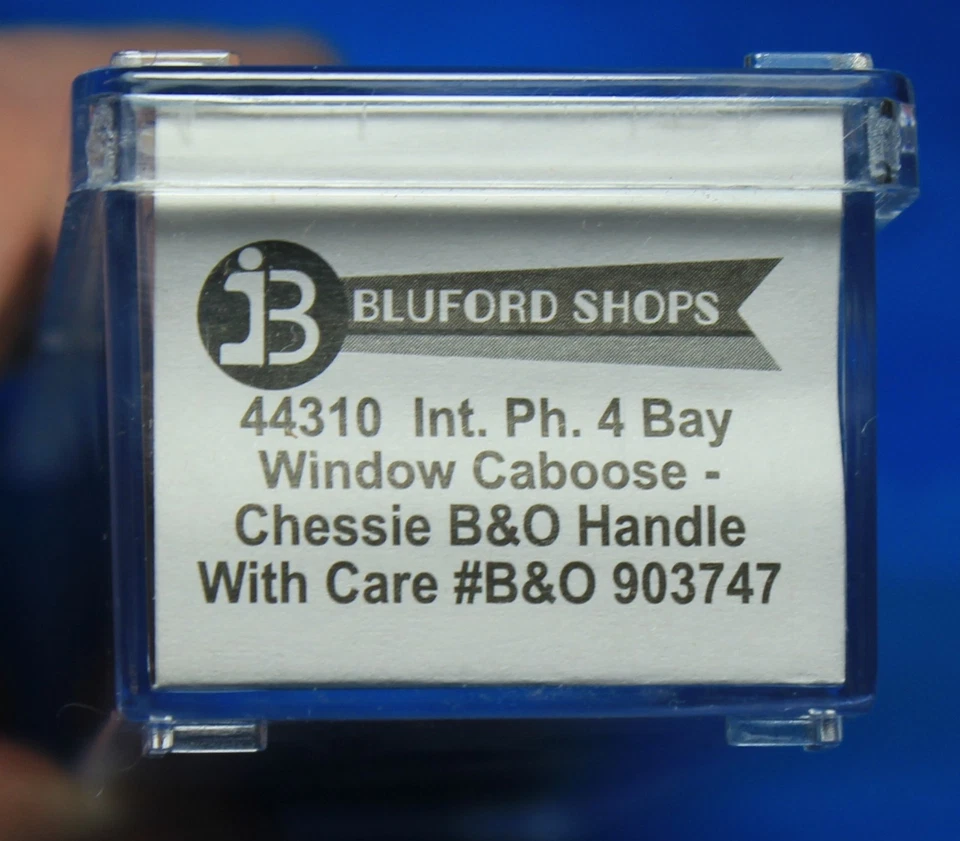 BLUFORD SHOPS
44310 Int. Ph. 4 Bay
Window Caboose -
Chessie B&O Handle
With Care #B&O 903747